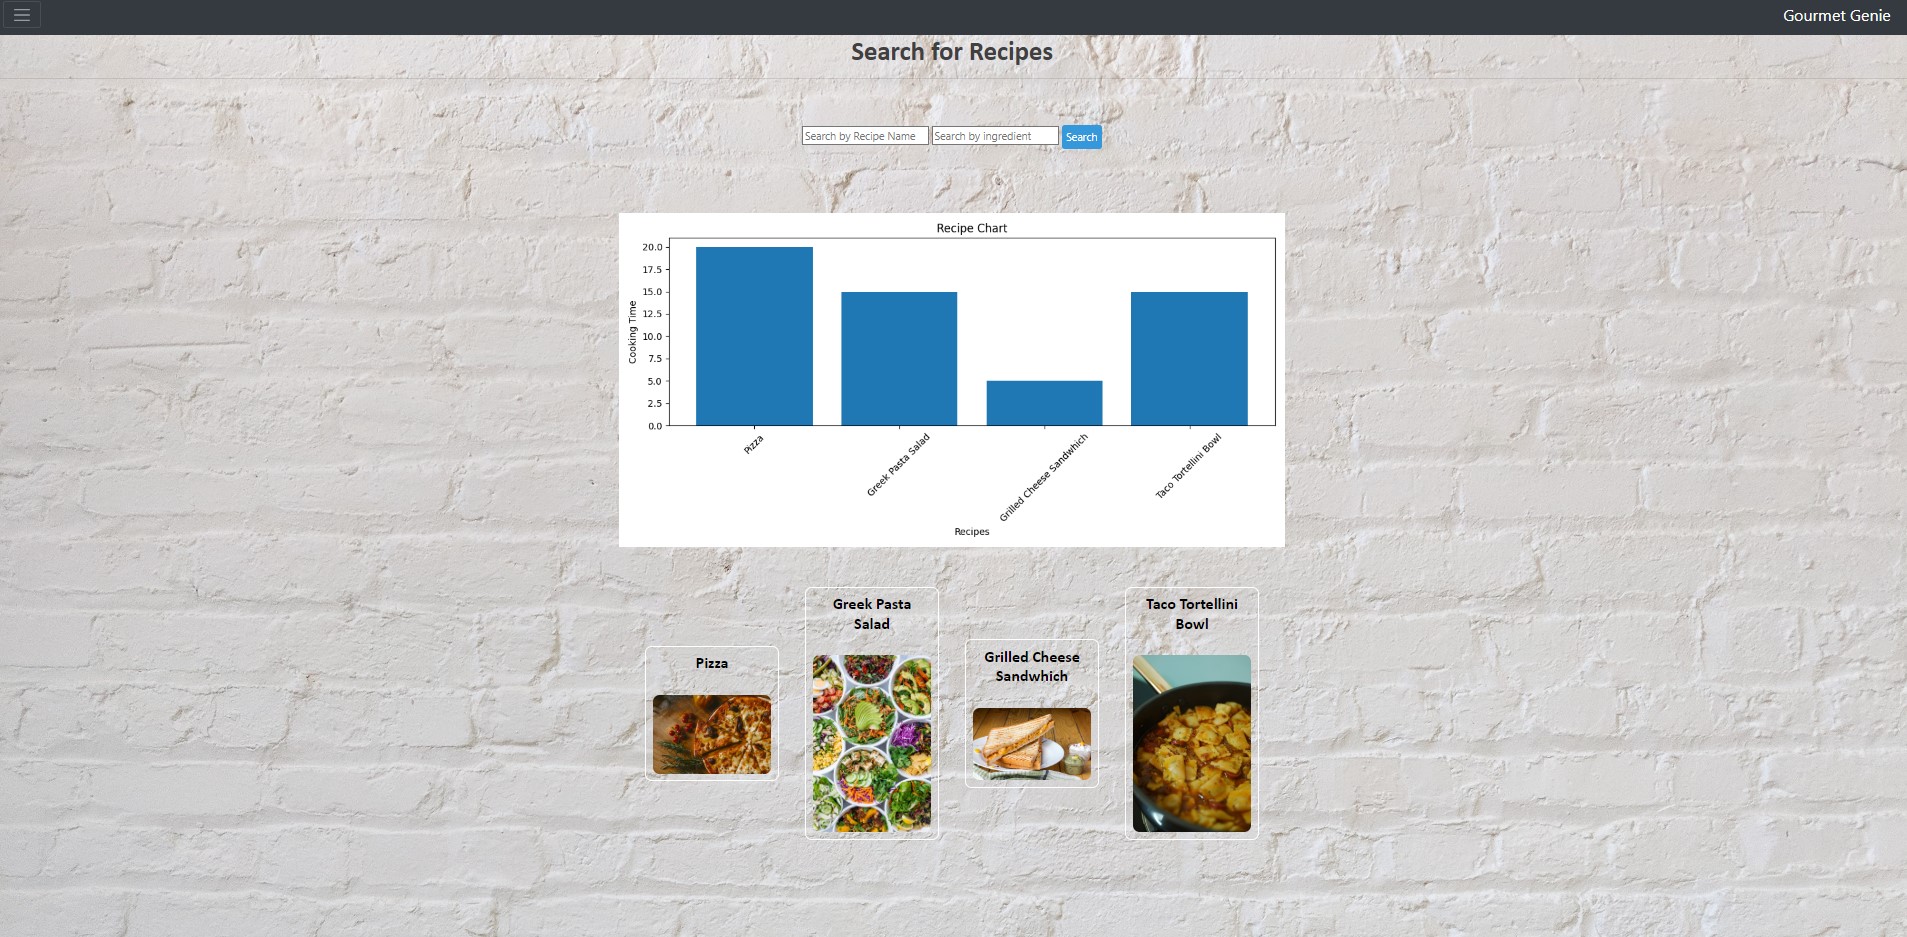 Gourmet Genie
Search for Recipes
Search by Recipe Name Search by ingredient Search
Recipe Chart
20.0
17.5
15.0
12.5
10.0
7.5
5.0
2.5
0.0
Cooking Time
Pizza
Greek Pasta Salad
Grilled Cheese Sandwhich
Taco Tortellini Bowl
Recipes
Pizza
Greek Pasta
Salad
Grilled Cheese
Sandwhich
Taco Tortellini
Bowl